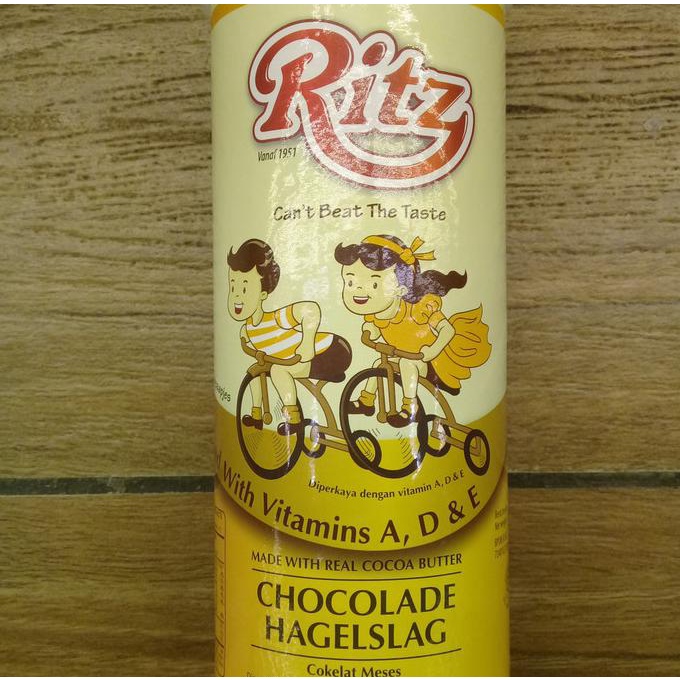 Ritz
Vanaf 1951
Can't Beat The Taste
Diperkaya dengan vitamin A, D & E
With Vitamins A, D & E
MADE WITH REAL COCOA BUTTER
CHOCOLADE
HAGELSLAG
Cokelat Meses